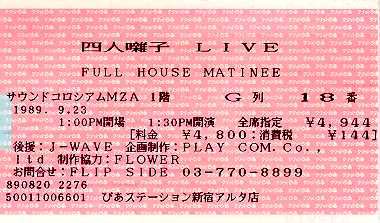 四人囃子 LIVE
FULL HOUSE MATINEE
サウンドコロシアムMZA 1階 G 列 18番
1989. 9.23
1:00PM開場 1:30PM開演 全席指定 ¥4,944
[料金 ¥4,800:消費税 ¥144]
後援:J-WAVE 企画制作:PLAY COM.Co.,
ltd 制作協力:FLOWER
お問合せ:FLIP SIDE 03-770-8899
890820 2276
50011006601 ぴあステーション新宿アルタ店